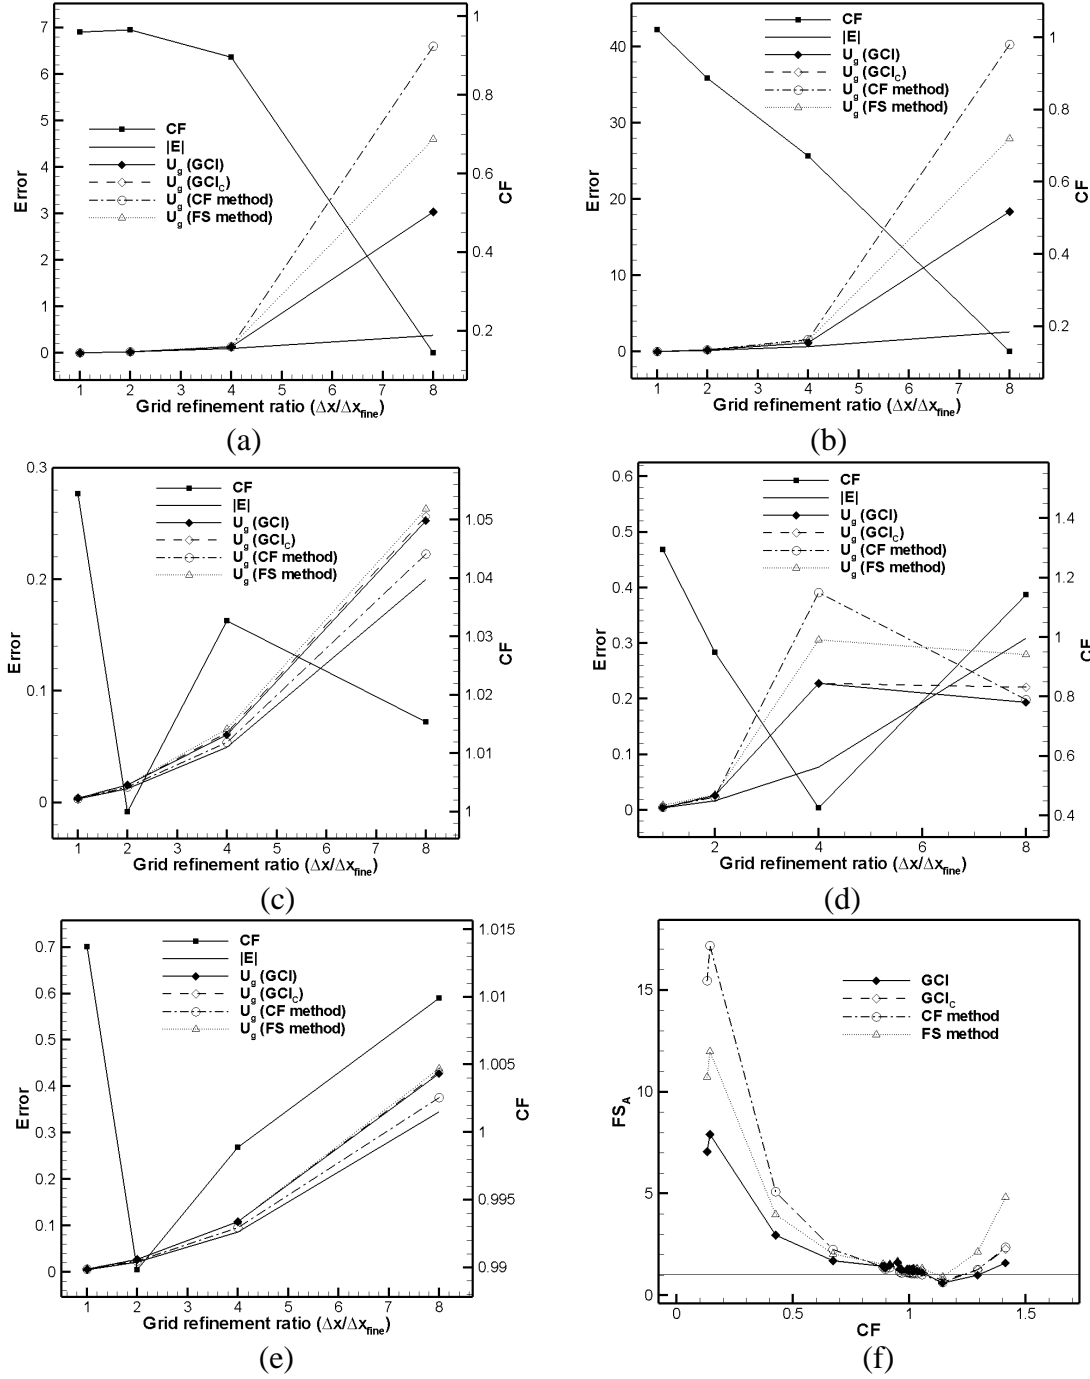 7
6
5
4
3
2
1
0
Error
1
0.8
0.6
0.4
0.2
CF
CF
|E|
Ug (GCI)
Ug (GCIC)
Ug (CF method)
Ug (FS method)
1 2 3 4 5 6 7 8
Grid refinement ratio (Δx/Δxfine)
(a)
40
30
20
10
0
Error
1
0.8
0.6
0.4
0.2
CF
CF
|E|
Ug (GCI)
Ug (GCIC)
Ug (CF method)
Ug (FS method)
1 2 3 4 5 6 7 8
Grid refinement ratio (Δx/Δxfine)
(b)
0.3
0.2
0.1
0
Error
1.05
1.04
1.03
1.02
1.01
1
CF
CF
|E|
Ug (GCI)
Ug (GCIC)
Ug (CF method)
Ug (FS method)
1 2 3 4 5 6 7 8
Grid refinement ratio (Δx/Δxfine)
(c)
0.6
0.5
0.4
0.3
0.2
0.1
0
Error
1.4
1.2
1
0.8
0.6
0.4
CF
CF
|E|
Ug (GCI)
Ug (GCIC)
Ug (CF method)
Ug (FS method)
2 4 6 8
Grid refinement ratio (Δx/Δxfine)
(d)
0.7
0.6
0.5
0.4
0.3
0.2
0.1
0
Error
1.015
1.01
1.005
1
0.995
0.99
CF
CF
|E|
Ug (GCI)
Ug (GCIC)
Ug (CF method)
Ug (FS method)
1 2 3 4 5 6 7 8
Grid refinement ratio (Δx/Δxfine)
(e)
15
10
5
0
FSA
GCI
GCIC
CF method
FS method
0 0.5 1 1.5
CF
(f)